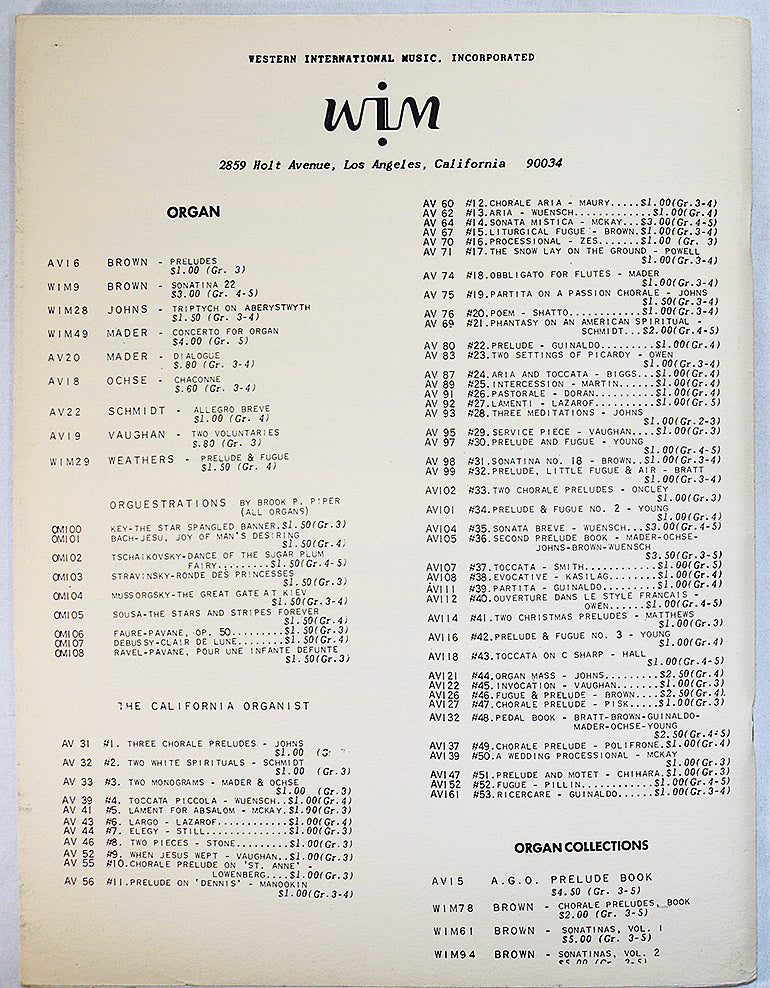 WESTERN INTERNATIONAL MUSIC, INCORPORATED
WIM
2859 Holt Avenue, Los Angeles, California 90034
ORGAN
AV16 BROWN - PRELUDES
$1.00 (Gr. 3)
WIM9 BROWN - SONATINA 22
$3.00 (Gr. 4-5)
WIM28 JOHNS - TRIPTYCH ON ABERYSTWYTH
$1.50 (Gr. 3-4)
WIM49 MADER - CONCERTO FOR ORGAN
$4.00 (Gr. 5)
AV20 MADER - DIALOGUE
$.80 (Gr. 3-4)
AV18 OCHSE - CHACONNE
$.60 (Gr. 3-4)
AV22 SCHMIDT - ALLEGRO BREVE
$1.00 (Gr. 4)
AV19 VAUGHAN - TWO VOLUNTARIES
$.80 (Gr. 3)
WIM29 WEATHERS - PRELUDE & FUGUE
$1.50 (Gr. 4)
ORGUESTRATIONS BY BROOK P. PIPER
(ALL ORGANS)
OM100 KEY-THE STAR SPANGLED BANNER.$1.50(Gr.3)
OM101 BACH-JESU, JOY OF MAN'S DESIRING
$1.50(Gr.4)
OM102 TSCHAIKOVSKY-DANCE OF THE SUGAR PLUM
FAIRY.........$1.50(Gr.4-5)
OM103 STRAVINSKY-RONDE DES PRINCESSES
$1.50(Gr.3)
OM104 MUSSORGSKY-THE GREAT GATE AT KIEV
$1.50(Gr.3-4)
OM105 SOUSA-THE STARS AND STRIPES FOREVER
$1.50(Gr.4)
OM106 FAURE-PAVANE, OP. 50........$1.50(Gr.3)
OM107 DEBUSSY-CLAIR DE LUNE.......$1.50(Gr.4)
OM108 RAVEL-PAVANE, POUR UNE INFANTE DEFUNTE
$1.50(Gr.3)
THE CALIFORNIA ORGANIST
AV 31 #1. THREE CHORALE PRELUDES - JOHNS
$1.00
AV 32 #2. TWO WHITE SPIRITUALS - SCHMIDT
$1.00 (Gr.3)
AV 33 #3. TWO MONOGRAMS - MADER & OCHSE
$1.00 (Gr.3)
AV 39 #4. TOCCATA PICCOLA - WUENSCH..$1.00(Gr.4)
AV 41 #5. LAMENT FOR ABSALOM - MCKAY.$1.00(Gr.3)
AV 43 #6. LARGO - LAZAROF............$1.00(Gr.4)
AV 44 #7. ELEGY - STILL..............$1.00(Gr.3)
AV 46 #8. TWO PIECES - STONE.........$1.00(Gr.3)
AV 52 #9. WHEN JESUS WEPT - VAUGHAN..$1.00(Gr.3)
AV 55 #10.CHORALE PRELUDE ON 'ST. ANNE' -
LOWENBERG....$1.00(Gr.3)
AV 56 #11.PRELUDE ON 'DENNIS' - MANOOKIN
$1.00(Gr.3-4)
AV 60 #12.CHORALE ARIA - MAURY.....$1.00(Gr.3-4)
AV 62 #13.ARIA - WUENSCH.............$1.00(Gr.4)
AV 64 #14.SONATA MISTICA - MCKAY...$3.00(Gr.4-5)
AV 67 #15.LITURGICAL FUGUE - BROWN.$1.00(Gr.4)
AV 70 #16.PROCESSIONAL - ZES......$1.00 (Gr. 3)
AV 71 #17.THE SNOW LAY ON THE GROUND - POWELL
$1.00(Gr.3-4)
AV 74 #18.OBBLIGATO FOR FLUTES - MADER
$1.00(Gr.3-4)
AV 75 #19.PARTITA ON A PASSION CHORALE - JOHNS
$1.50(Gr.3-4)
AV 76 #20.POEM - SHATTO............$1.00(Gr.3-4)
AV 69 #21.PHANTASY ON AN AMERICAN SPIRITUAL -
SCHMIDT...$2.00(Gr.4-5)
AV 80 #22.PRELUDE - GUINALDO.........$1.00(Gr.4)
AV 83 #23.TWO SETTINGS OF PICARDY - OWEN
$1.00(Gr.3-4)
AV 87 #24.ARIA AND TOCCATA - BIGGS...$1.00(Gr.4)
AV 89 #25.INTERCESSION - MARTIN......$1.00(Gr.4)
AV 91 #26.PASTORALE - DORAN..........$1.00(Gr.4)
AV 92 #27.LAMENTI - LAZAROF..........$1.00(Gr.5)
AV 93 #28.THREE MEDITATIONS - JOHNS
$1.00(Gr.2-3)
AV 95 #29.SERVICE PIECE - VAUGHAN....$1.00(Gr.3)
AV 97 #30.PRELUDE AND FUGUE - YOUNG
$1.00(Gr.4-5)
AV 98 #31.SONATINA NO. 18 - BROWN..$1.00(Gr.3-4)
AV 99 #32.PRELUDE, LITTLE FUGUE & AIR - BRATT
$1.00(Gr.3-4)
AV102 #33.TWO CHORALE PRELUDES - ONCLEY
$1.00(Gr.3)
AV101 #34.PRELUDE & FUGUE NO. 2 - YOUNG
$1.00(Gr.4)
AV104 #35.SONATA BREVE - WUENSCH...$3.00(Gr.4-5)
AV105 #36.SECOND PRELUDE BOOK - MADER-OCHSE-
JOHNS-BROWN-WUENSCH
$3.50(Gr.3-5)
AV107 #37.TOCCATA - SMITH............$1.00(Gr.5)
AV108 #38.EVOCATIVE - KASILAG........$1.00(Gr.4)
AV111 #39.PARTITA - GUINALDO.........$1.00(Gr.4)
AV112 #40.OUVERTURE DANS LE STYLE FRANCAIS -
OWEN......$1.00(Gr.4-5)
AV114 #41.TWO CHRISTMAS PRELUDES - MATTHEWS
$1.00(Gr.3)
AV116 #42.PRELUDE & FUGUE NO. 3 - YOUNG
$1.00(Gr.4)
AV118 #43.TOCCATA ON C SHARP - HALL
$1.00(Gr.4-5)
AV121 #44.ORGAN MASS - JOHNS.........$2.50(Gr.4)
AV122 #45.INVOCATION - VAUGHAN.......$1.00(Gr.3)
AV126 #46.FUGUE & PRELUDE - BROWN....$2.50(Gr.4)
AV127 #47.CHORALE PRELUDE - PISK.....$1.00(Gr.3)
AV132 #48.PEDAL BOOK - BRATT-BROWN-GUINALDO-
MADER-OCHSE-YOUNG
$2.50(Gr.4-5)
AV137 #49.CHORALE PRELUDE - POLIFRONE.$1.00(Gr.4)
AV139 #50.A WEDDING PROCESSIONAL - MCKAY
$1.00(Gr.3)
AV147 #51.PRELUDE AND MOTET - CHIHARA.$1.00(Gr.3)
AV152 #52.FUGUE - PILLIN...........$1.00(Gr.4-5)
AV161 #53.RICERCARE - GUINALDO.....$1.00(Gr.3-4)
ORGAN COLLECTIONS
AV15 A.G.O. PRELUDE BOOK
$4.50 (Gr. 3-5)
WIM78 BROWN - CHORALE PRELUDES, BOOK
$2.00 (Gr. 3-5)
WIM61 BROWN - SONATINAS, VOL. 1
$5.00 (Gr. 3-5)
WIM94 BROWN - SONATINAS, VOL. 2